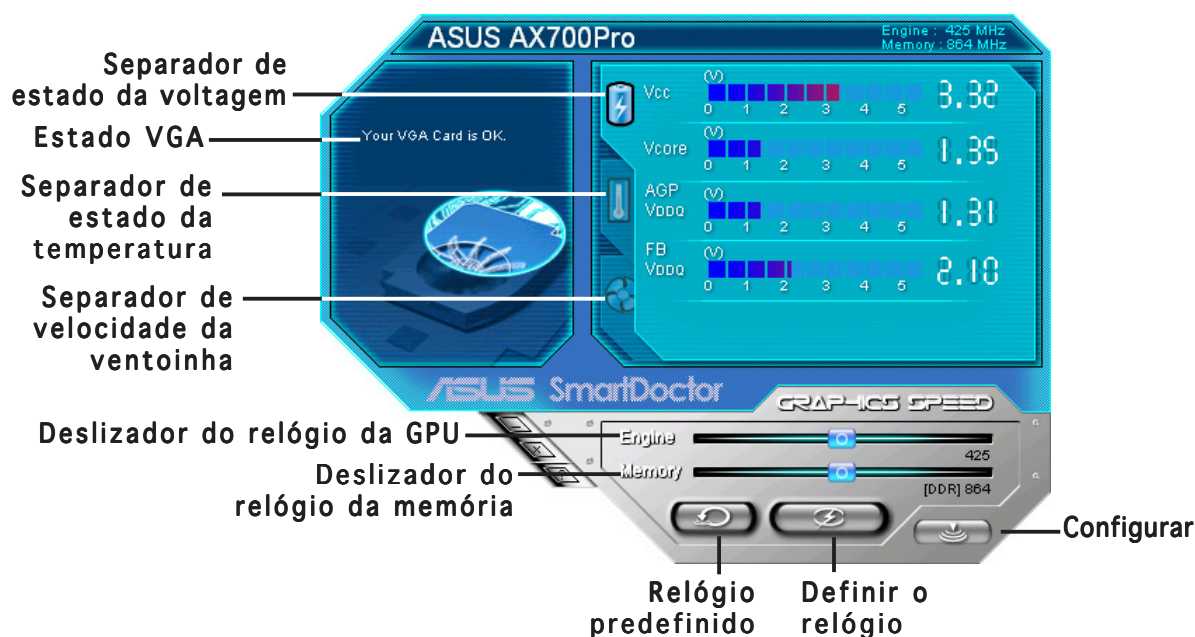 ASUS AX700Pro
Engine : 425 MHz
Memory : 864 MHz
Separador de
estado da voltagem
Estado VGA
Separador de
estado da
temperatura
Separador de
velocidade da
ventoinha
Your VGA Card is OK.
Vcc
(V)
0 1 2 3 4 5
3.32
Vcore
(V)
0 1 2 3 4 5
1.35
AGP
VDDQ
(V)
0 1 2 3 4 5
1.31
FB
VDDQ
(V)
0 1 2 3 4 5
2.18
ASUS SmartDoctor
GRAPHICS SPEED
Deslizador do relógio da GPU
Engine
425
Deslizador do
relógio da memória
Memory
[DDR] 864
Configurar
Relógio
predefinido
Definir o
relógio